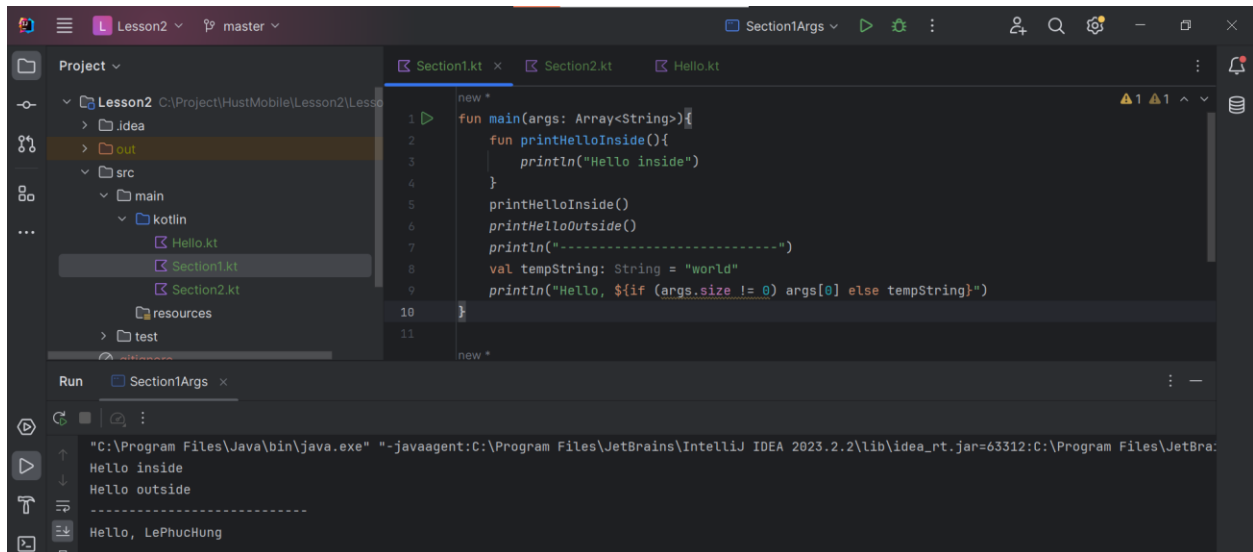 L Lesson2 master Section1Args
Project Section1.kt × Section2.kt Hello.kt
Lesson2 C:\Project\HustMobile\Lesson2\Lesso
.idea
out
src
main
kotlin
Hello.kt
Section1.kt
Section2.kt
resources
test
.gitignore
new *
1 1
1 fun main(args: Array<String>){
2 fun printHelloInside(){
3 println("Hello inside")
4 }
5 printHelloInside()
6 printHelloOutside()
7 println("----------------------------")
8 val tempString: String = "world"
9 println("Hello, ${if (args.size != 0) args[0] else tempString}")
10 }
11
new *
Run Section1Args ×
"C:\Program Files\Java\bin\java.exe" "-javaagent:C:\Program Files\JetBrains\IntelliJ IDEA 2023.2.2\lib\idea_rt.jar=63312:C:\Program Files\JetBrai
Hello inside
Hello outside
----------------------------
Hello, LePhucHung